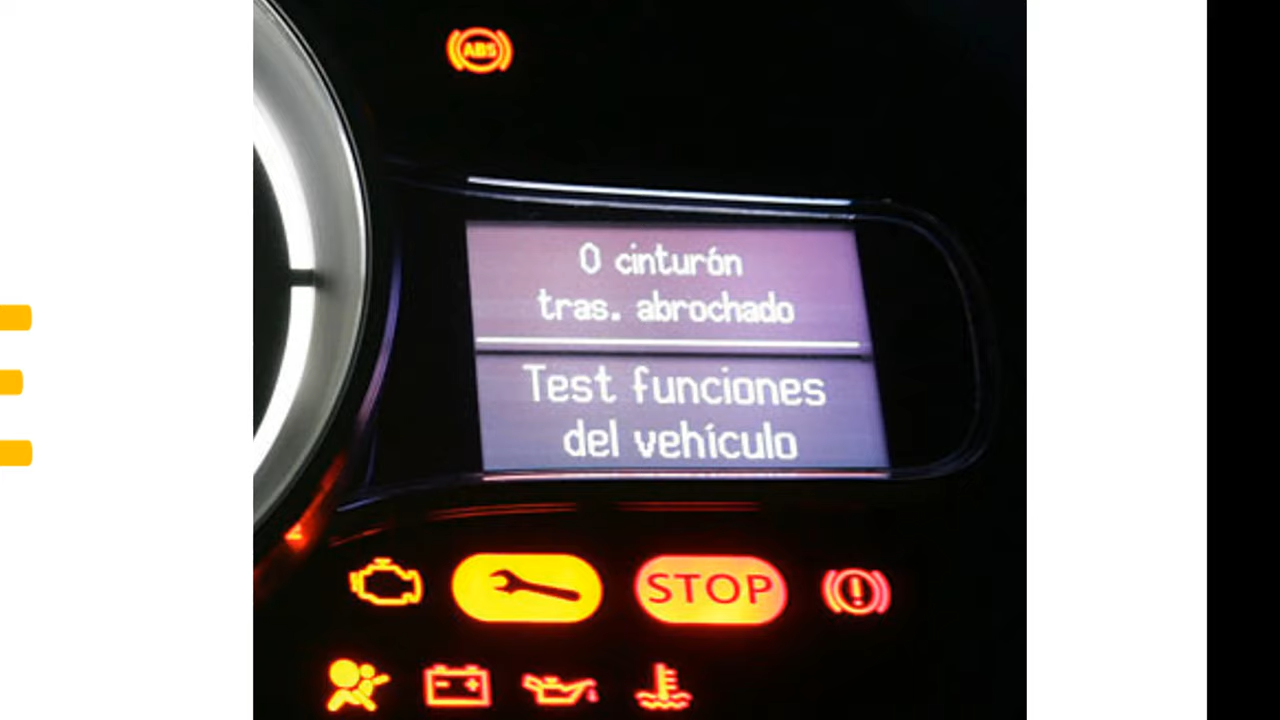 ABS
0 cinturón
tras. abrochado
Test funciones
del vehículo
STOP